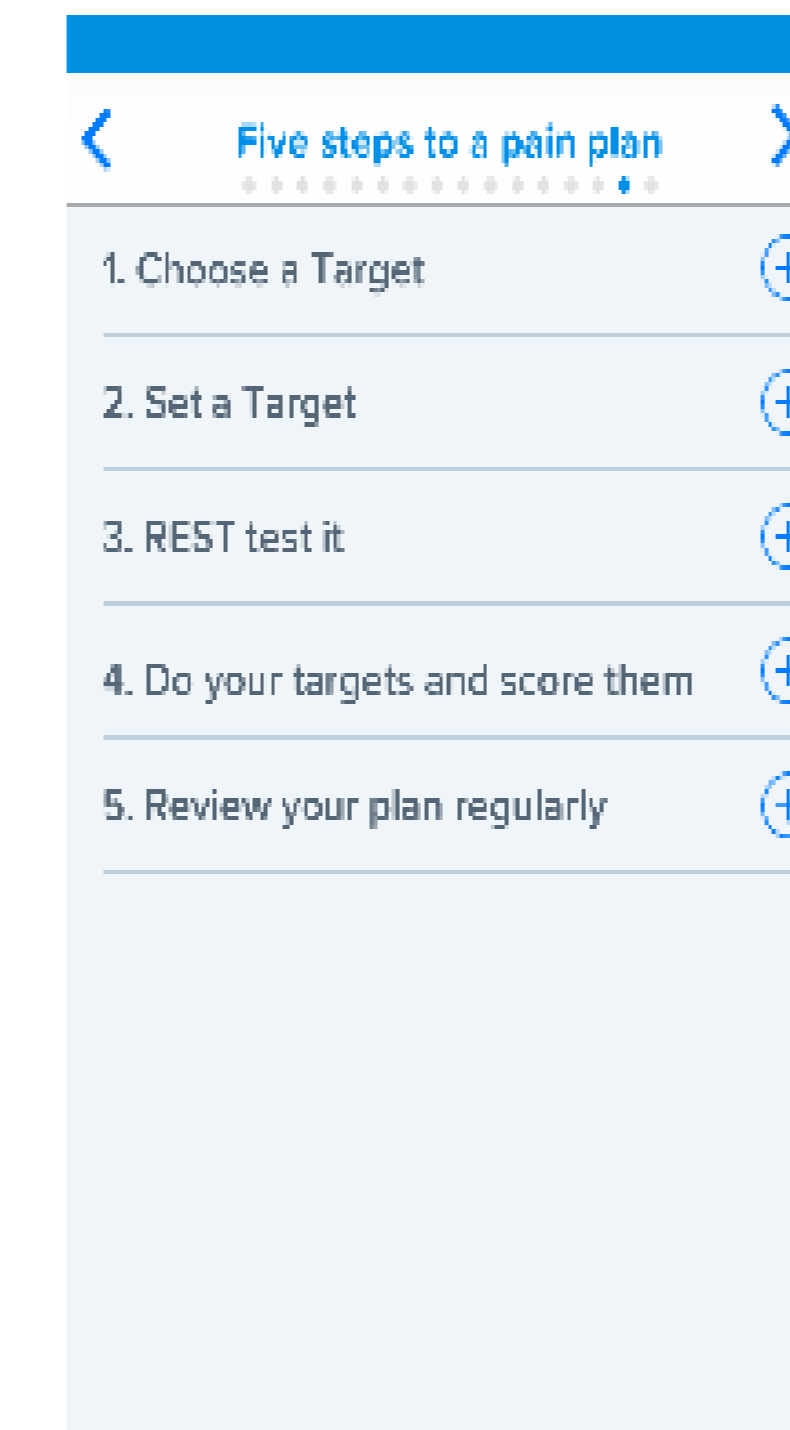 Five steps to a pain plan
1. Choose a Target
2. Set a Target
3. REST test it
4. Do your targets and score them
5. Review your plan regularly